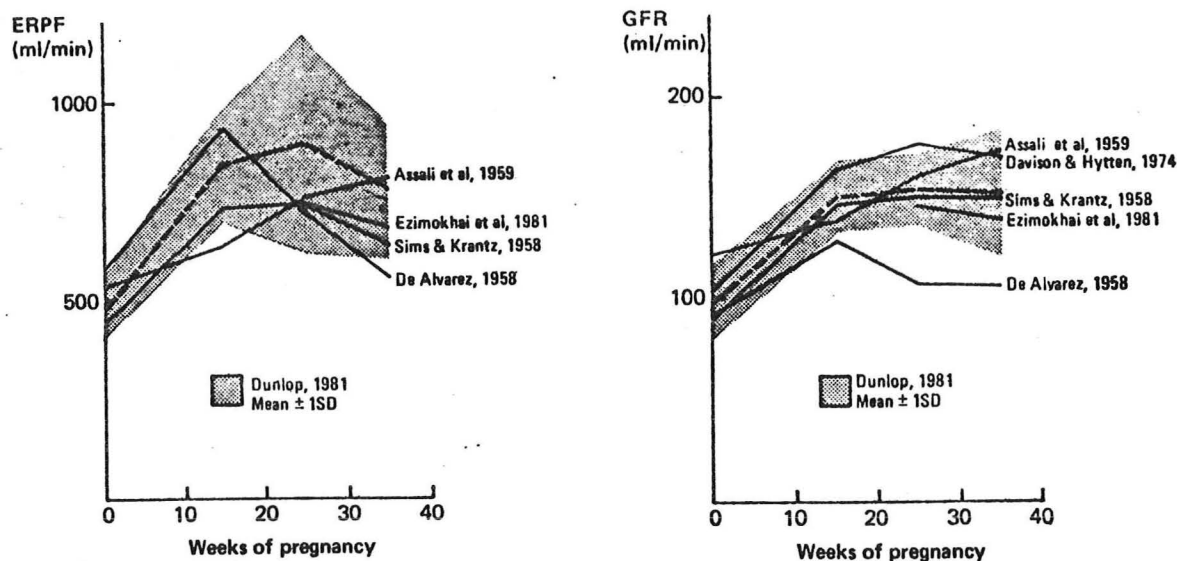 ERPF
(ml/min)
1000
500
Assali et al, 1959
Ezimokhai et al, 1981
Sims & Krantz, 1958
De Alvarez, 1958
Dunlop, 1981
Mean ± 1SD
0 10 20 30 40
Weeks of pregnancy
GFR
(ml/min)
200
100
Assali et al, 1959
Davison & Hytten, 1974
Sims & Krantz, 1958
Ezimokhai et al, 1981
De Alvarez, 1958
Dunlop, 1981
Mean ± 1SD
0 10 20 30 40
Weeks of pregnancy